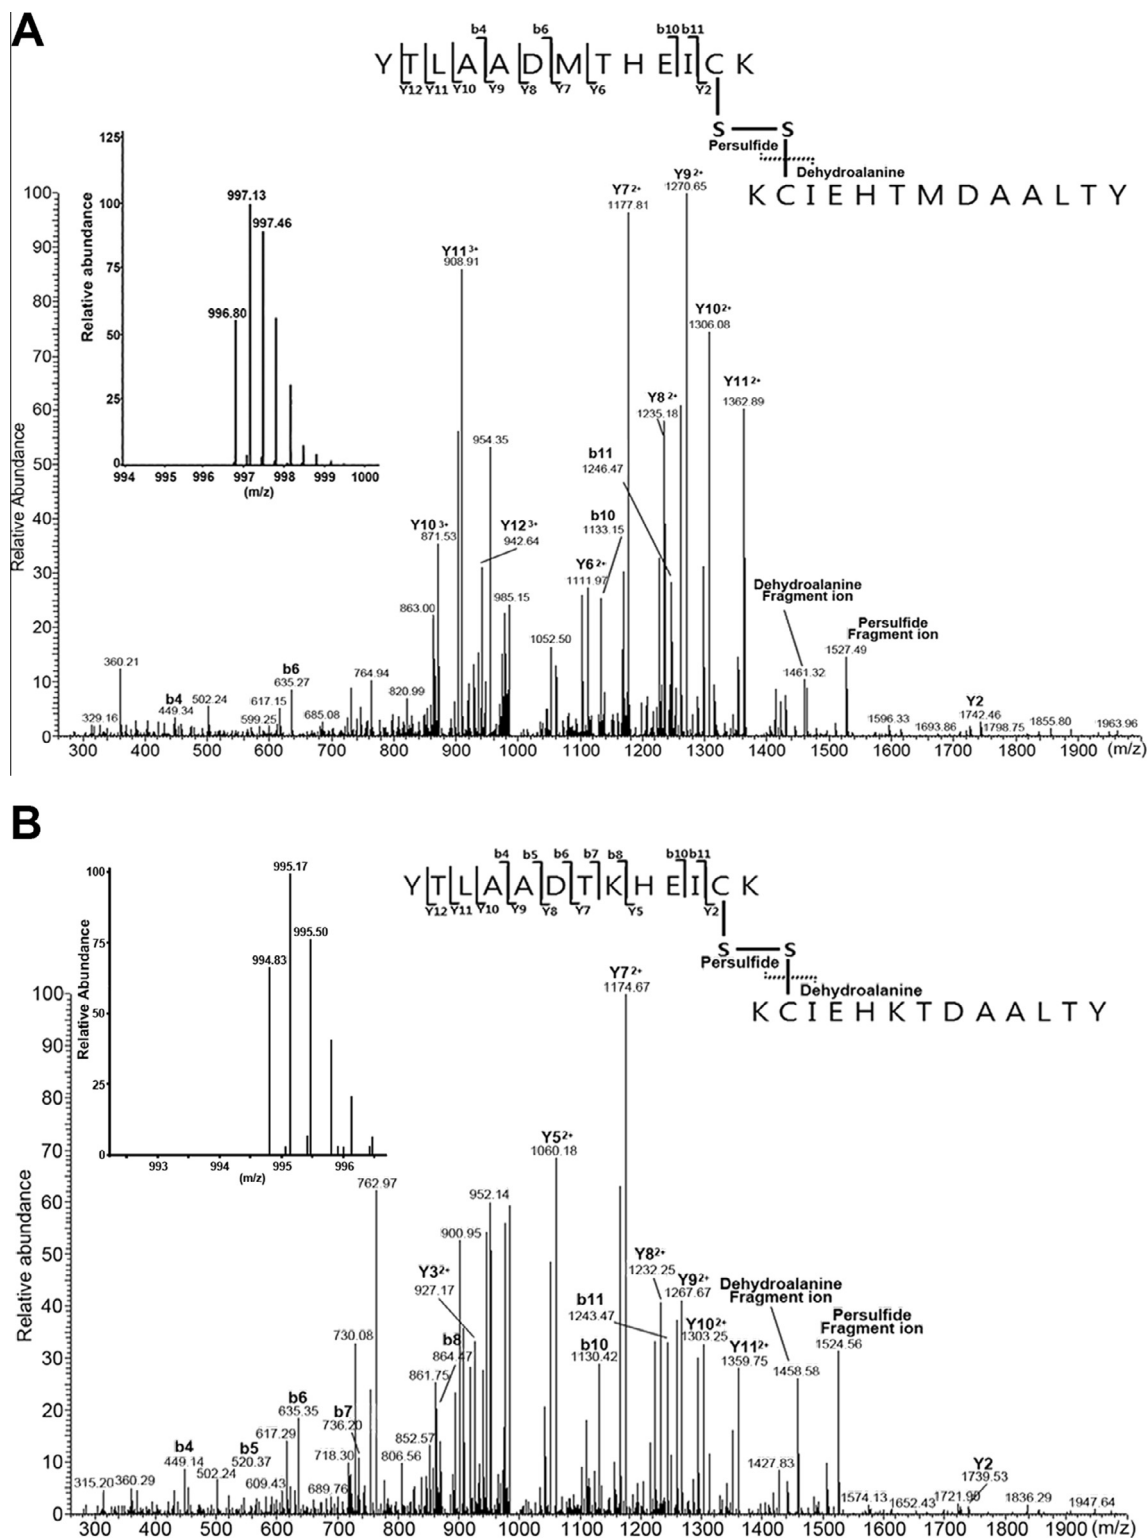 A
b4 b6 b10 b11
Y T L A A D M T H E I C K
Y12 Y11 Y10 Y9 Y8 Y7 Y6 Y2
S S
Persulfide
Dehydroalanine
K C I E H T M D A A L T Y
125
100
75
50
25
0
Relative abundance
997.13
997.46
996.80
994 995 996 997 998 999 1000
(m/z)
100
90
80
70
60
50
40
30
20
10
0
Relative Abundance
Y9 2+
1270.65
Y7 2+
1177.81
Y11 3+
908.91
Y10 2+
1306.08
Y11 2+
1362.89
Y8 2+
1235.18
954.35
b11
1246.47
Y10 3+
871.53
Y12 3+
942.64
b10
1133.15
Y6 2+
1111.97
863.00
985.15
Dehydroalanine
Fragment ion
1461.32
Persulfide
Fragment ion
1527.49
1052.50
360.21
b6
635.27
764.94
b4
449.34
502.24
617.15
820.99
329.16
599.25
685.08
Y2
1742.46
1596.33
1693.86
1798.75
1855.80
1963.96
300 400 500 600 700 800 900 1000 1100 1200 1300 1400 1500 1600 1700 1800 1900 (m/z)
B
b4 b5 b6 b7 b8 b10 b11
Y T L A A D T K H E I C K
Y12 Y11 Y10 Y9 Y8 Y7 Y5 Y2
S S
Persulfide
Dehydroalanine
K C I E H K T D A A L T Y
100
75
50
25
0
Relative Abundance
995.17
995.50
994.83
993 994 995 996
(m/z)
100
90
80
70
60
50
40
30
20
10
0
Relative abundance
Y7 2+
1174.67
Y5 2+
1060.18
762.97
952.14
900.95
Y3 2+
927.17
Y8 2+
1232.25
Y9 2+
1267.67
Dehydroalanine
Fragment ion
1458.58
Persulfide
Fragment ion
1524.56
b11
1243.47
Y10 2+
1303.25
730.08
b8
864.47
b10
1130.42
Y11 2+
1359.75
861.75
b6
635.35
b7
736.20
617.29
852.57
b4
449.14
b5
520.37
718.30
806.56
502.24
609.43
689.76
315.20
360.29
1427.83
Y2
1739.53
1574.13
1652.43
1721.90
1836.29
1947.64
300 400 500 600 700 800 900 1000 1100 1200 1300 1400 1500 1600 1700 1800 1900 (m/z)